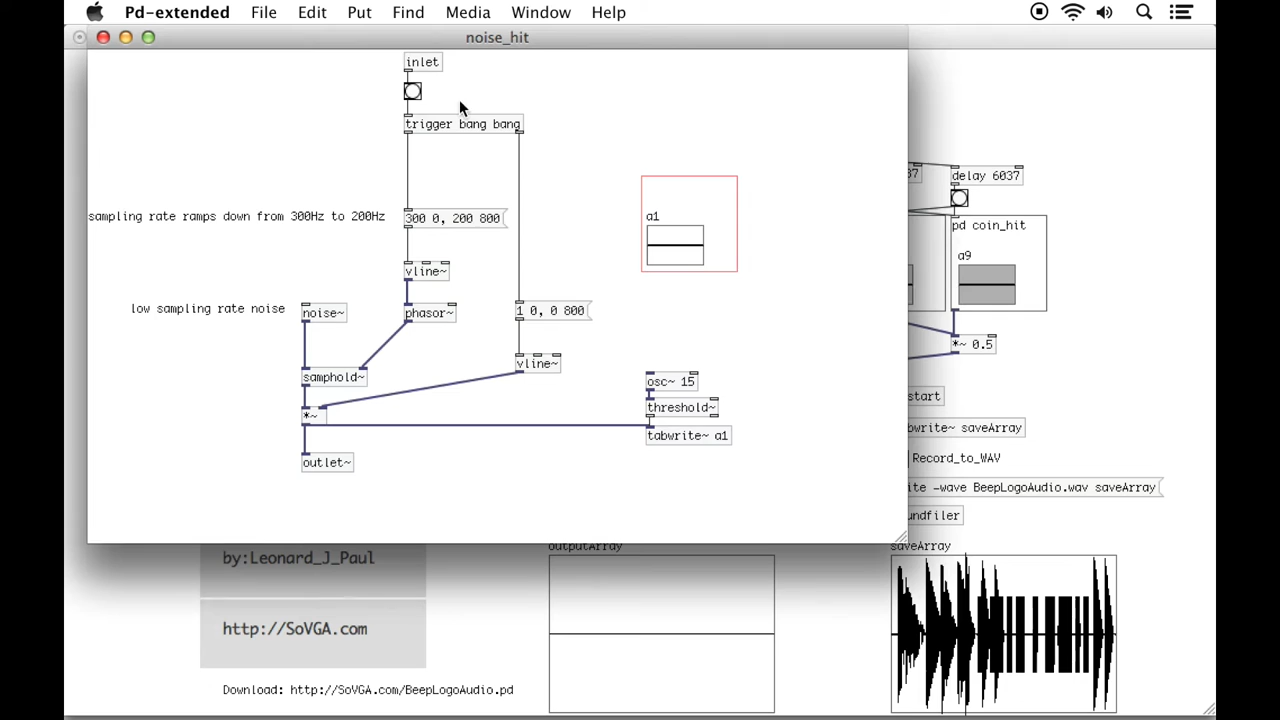 Pd-extended File Edit Put Find Media Window Help
noise_hit
inlet
trigger bang bang
sampling rate ramps down from 300Hz to 200Hz
300 0, 200 800
vline~
low sampling rate noise
noise~
phasor~
1 0, 0 800
vline~
samphold~
*~
outlet~
a1
osc~ 15
threshold~
tabwrite~ a1
37
delay 6037
pd coin_hit
a9
*~ 0.5
start
bwrite~ saveArray
Record_to_WAV
ite -wave BeepLogoAudio.wav saveArray
undfiler
outputArray
saveArray
by:Leonard_J_Paul
http://SoVGA.com
Download: http://SoVGA.com/BeepLogoAudio.pd